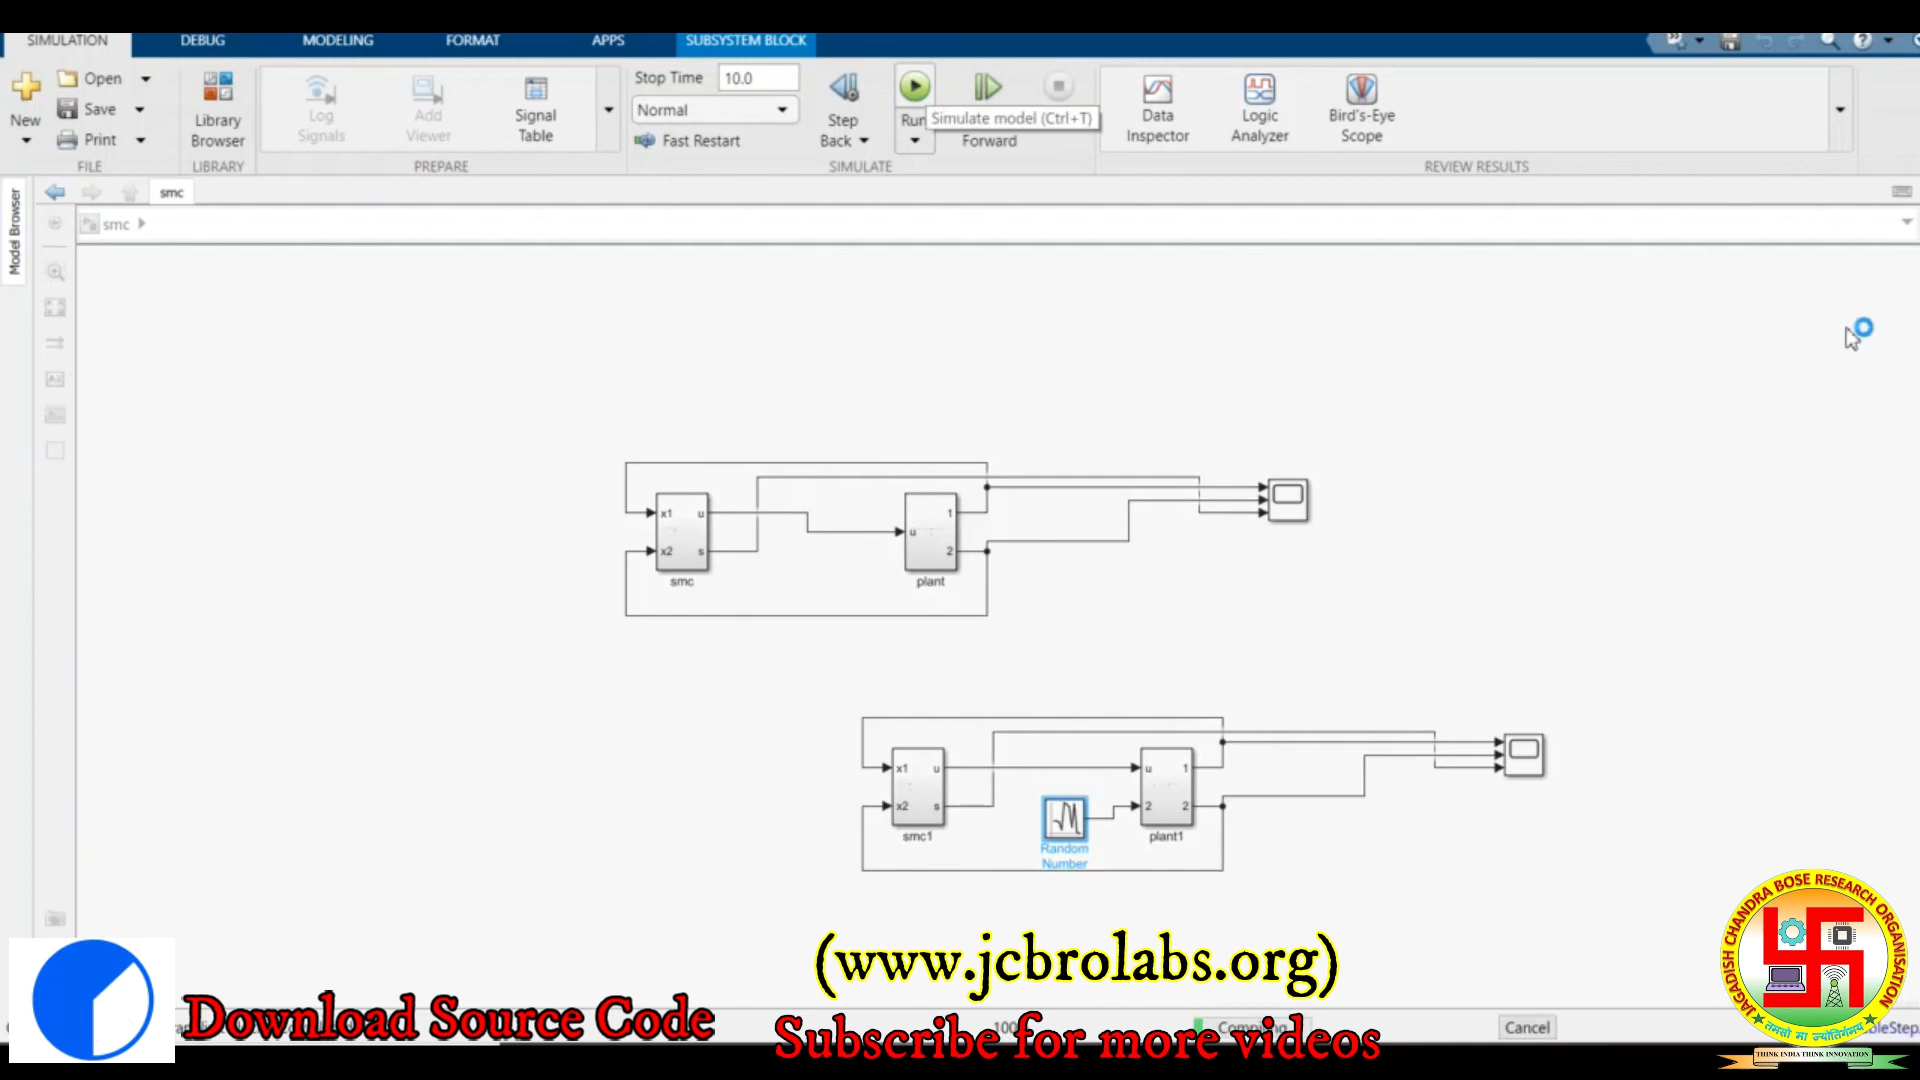 SIMULATION DEBUG MODELING FORMAT APPS SUBSYSTEM BLOCK
New
Open
Save
Print
FILE
Library
Browser
LIBRARY
Log
Signals
Add
Viewer
Signal
Table
PREPARE
Stop Time 10.0
Normal
Fast Restart
Step
Back
Run
Simulate model (Ctrl+T)
Forward
SIMULATE
Data
Inspector
Logic
Analyzer
Bird's-Eye
Scope
REVIEW RESULTS
Model Browser
smc
smc
x1 u
x2 s
smc
u 1
2
plant
x1 u
x2 s
smc1
Random
Number
u 1
2 2
plant1
(www.jcbrolabs.org)
Download Source Code
Subscribe for more videos
Cancel
JAGADISH CHANDRA BOSE RESEARCH ORGANISATION
तमसो मा ज्योतिर्गमय
THINK INDIA THINK INNOVATION